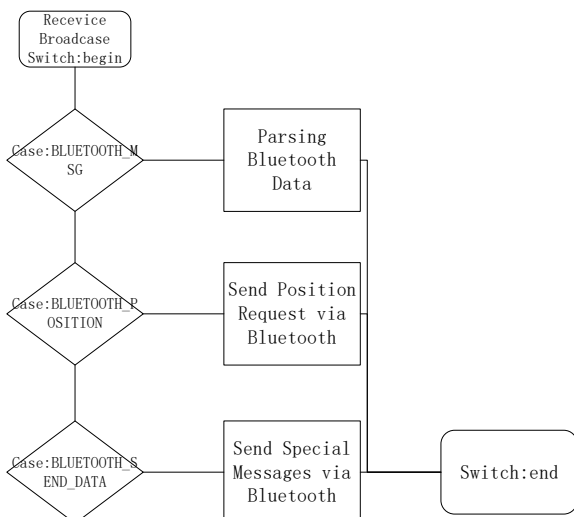 Recevice
Broadcase
Switch:begin
Case:BLUETOOTH_M
SG
Parsing
Bluetooth
Data
Case:BLUETOOTH_P
OSITION
Send Position
Request via
Bluetooth
Case:BLUETOOTH_S
END_DATA
Send Special
Messages via
Bluetooth
Switch:end